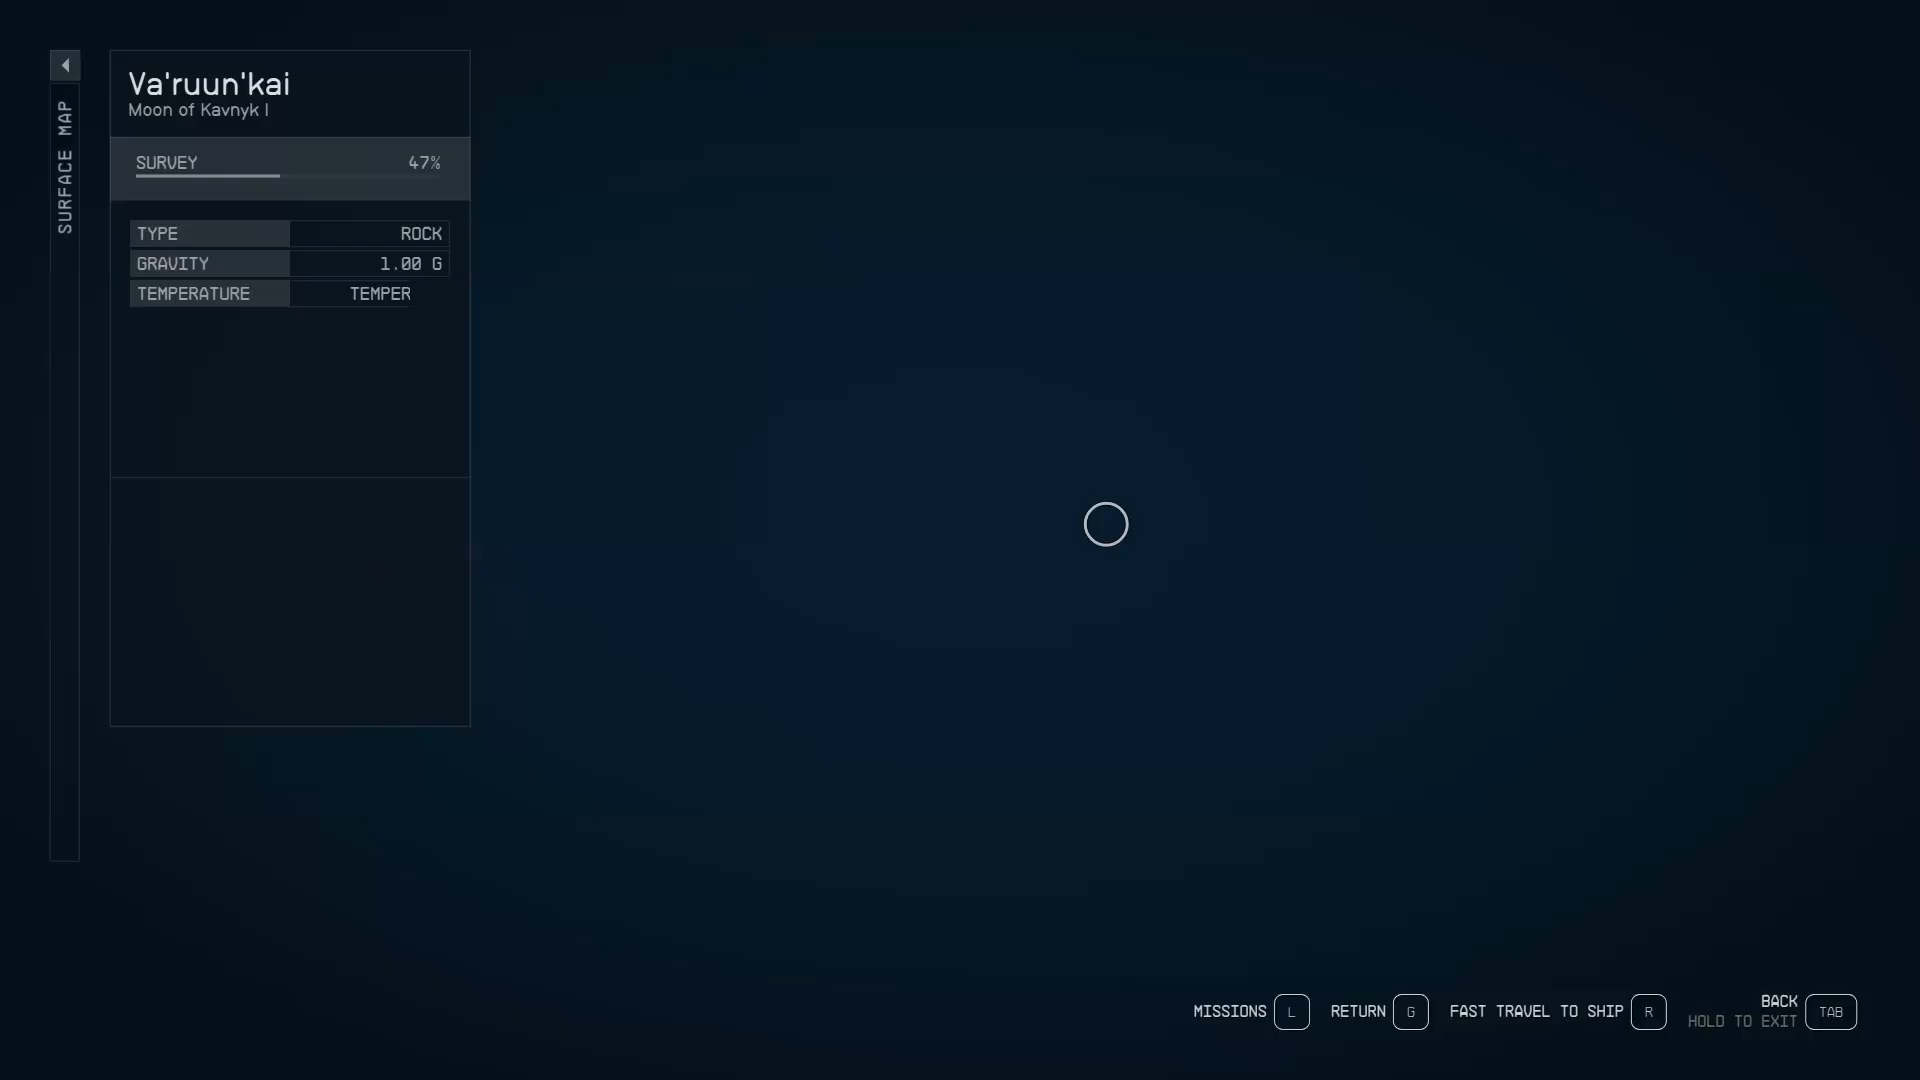 SURFACE MAP
Va'ruun'kai
Moon of Kavnyk I
SURVEY 47%
TYPE ROCK
GRAVITY 1.00 G
TEMPERATURE TEMPER
MISSIONS L RETURN G FAST TRAVEL TO SHIP R BACK TAB
HOLD TO EXIT